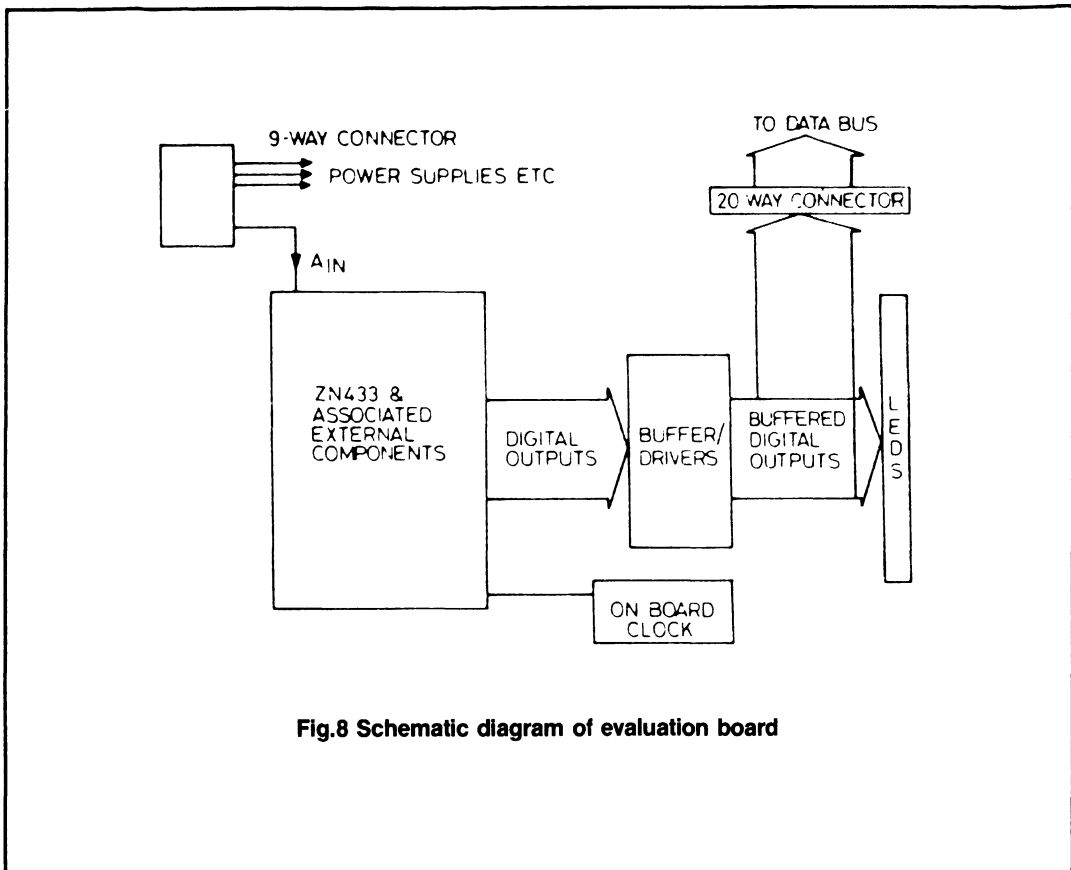 9-WAY CONNECTOR
POWER SUPPLIES ETC
AIN
TO DATA BUS
20 WAY CONNECTOR
ZN433 &
ASSOCIATED
EXTERNAL
COMPONENTS
DIGITAL
OUTPUTS
BUFFER/
DRIVERS
BUFFERED
DIGITAL
OUTPUTS
LEDS
ON BOARD
CLOCK
Fig.8 Schematic diagram of evaluation board